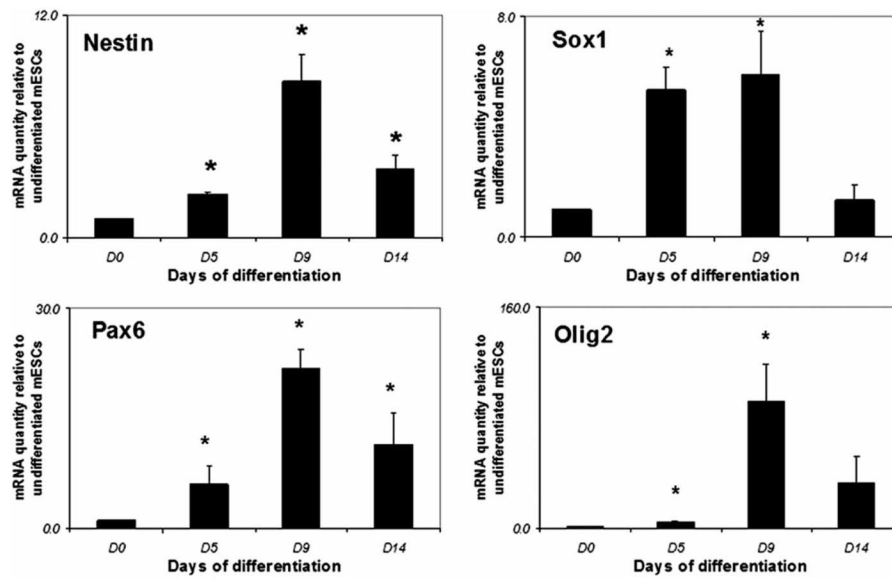 12.0
Nestin
*
*
*
mRNA quantity relative to
undifferentiated mESCs
0.0
D0 D5 D9 D14
Days of differentiation
8.0
Sox1
*
*
mRNA quantity relative to
undifferentiated mESCs
0.0
D0 D5 D9 D14
Days of differentiation
30.0
Pax6
*
*
*
mRNA quantity relative to
undifferentiated mESCs
0.0
D0 D5 D9 D14
Days of differentiation
160.0
Olig2
*
*
mRNA quantity relative to
undifferentiated mESCs
0.0
D0 D5 D9 D14
Days of differentiation